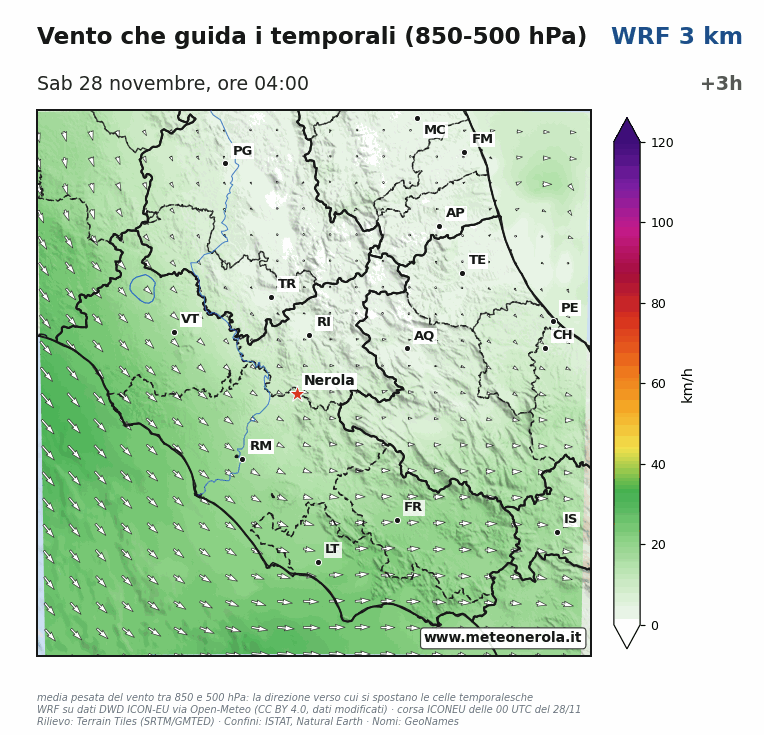 Vento che guida i temporali (850-500 hPa) WRF 3 km
Sab 28 novembre, ore 04:00 +3h
MC
FM
PG
AP
TE
TR
PE
VT
RI
AQ
CH
Nerola
RM
FR
IS
LT
www.meteonerola.it
120
100
80
60
40
20
0
km/h
media pesata del vento tra 850 e 500 hPa: la direzione verso cui si spostano le celle temporalesche
WRF su dati DWD ICON-EU via Open-Meteo (CC BY 4.0, dati modificati) · corsa ICONEU delle 00 UTC del 28/11
Rilievo: Terrain Tiles (SRTM/GMTED) · Confini: ISTAT, Natural Earth · Nomi: GeoNames